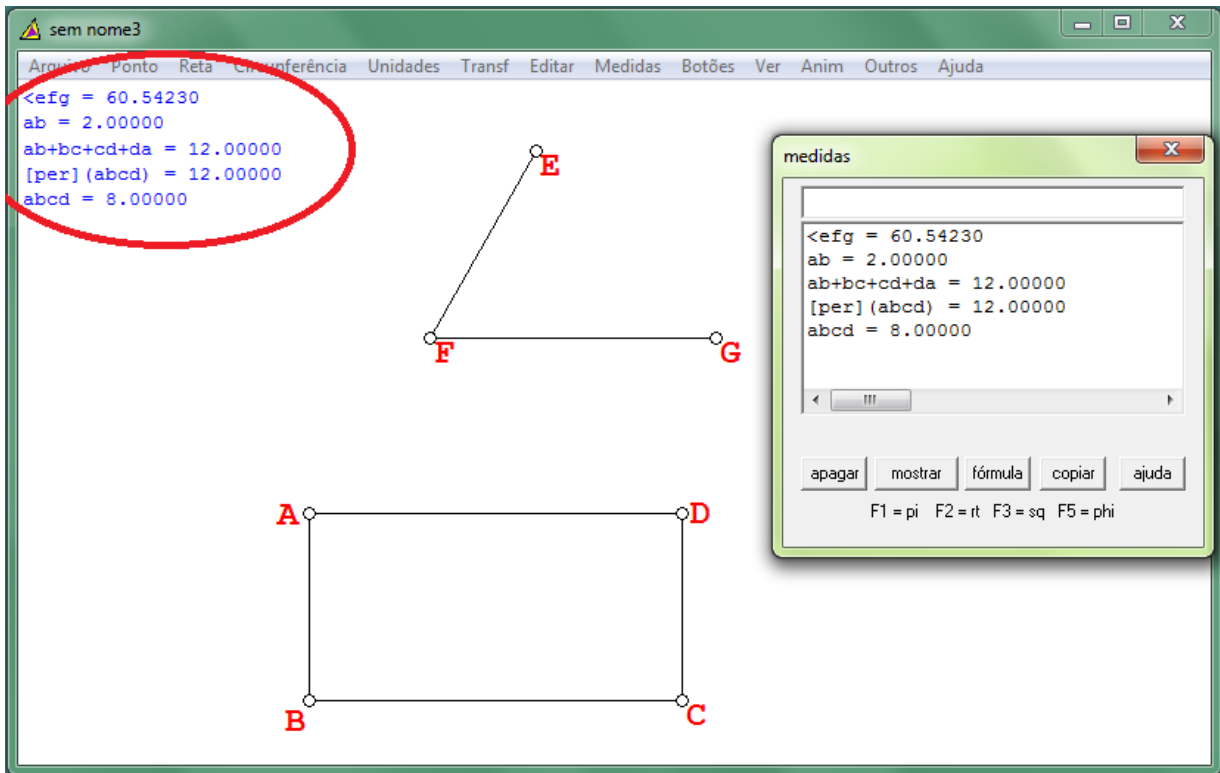 sem nome3
Arquivo Ponto Reta Circunferência Unidades Transf Editar Medidas Botões Ver Anim Outros Ajuda
<efg = 60.54230
ab = 2.00000
ab+bc+cd+da = 12.00000
[per](abcd) = 12.00000
abcd = 8.00000
E
F
G
A
D
B
C
medidas
<efg = 60.54230
ab = 2.00000
ab+bc+cd+da = 12.00000
[per](abcd) = 12.00000
abcd = 8.00000
apagar mostrar fórmula copiar ajuda
F1 = pi F2 = rt F3 = sq F5 = phi